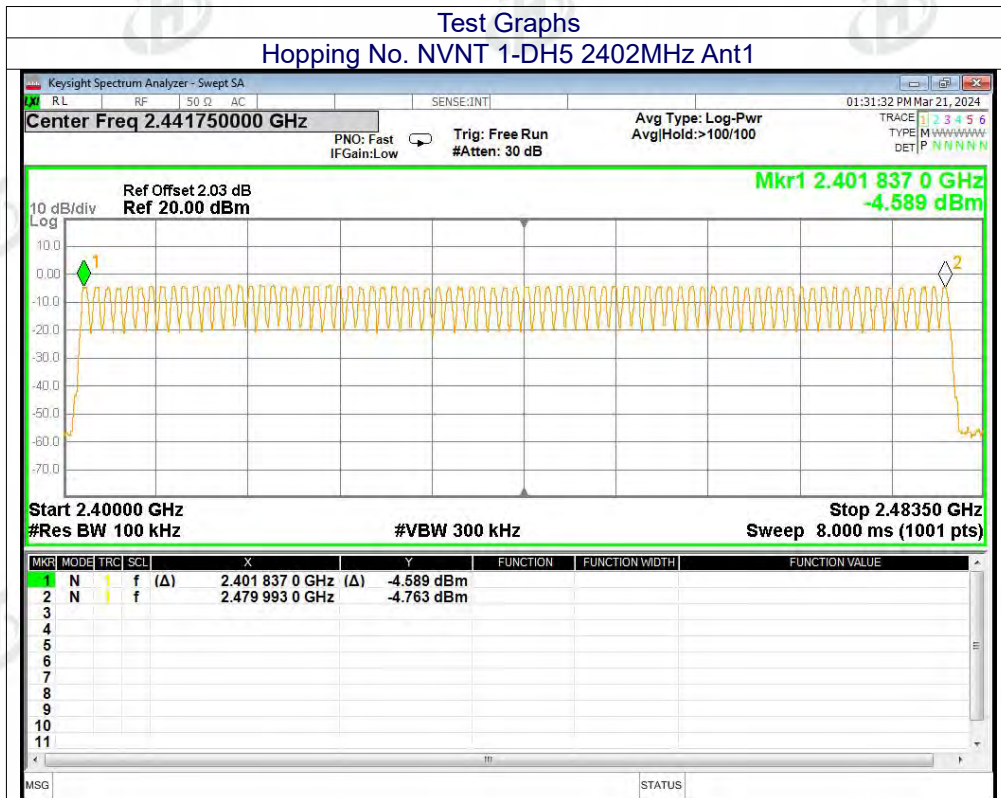 Test Graphs
Hopping No. NVNT 1-DH5 2402MHz Ant1
Keysight Spectrum Analyzer - Swept SA
LXI RL RF 50 Ω AC SENSE:INT 01:31:32 PM Mar 21, 2024
Center Freq 2.441750000 GHz Avg Type: Log-Pwr TRACE 1 2 3 4 5 6
PNO: Fast Trig: Free Run Avg|Hold:>100/100 TYPE M WWWWW
IFGain:Low #Atten: 30 dB DET P N N N N N
Mkr1 2.401 837 0 GHz
Ref Offset 2.03 dB
10 dB/div Ref 20.00 dBm -4.589 dBm
Log
10.0
0.00
1
2
-10.0
-20.0
-30.0
-40.0
-50.0
-60.0
-70.0
Start 2.40000 GHz Stop 2.48350 GHz
#Res BW 100 kHz #VBW 300 kHz Sweep 8.000 ms (1001 pts)
MKR MODE TRC SCL X Y FUNCTION FUNCTION WIDTH FUNCTION VALUE
1 N 1 f (Δ) 2.401 837 0 GHz (Δ) -4.589 dBm
2 N 1 f 2.479 993 0 GHz -4.763 dBm
3
4
5
6
7
8
9
10
11
MSG STATUS